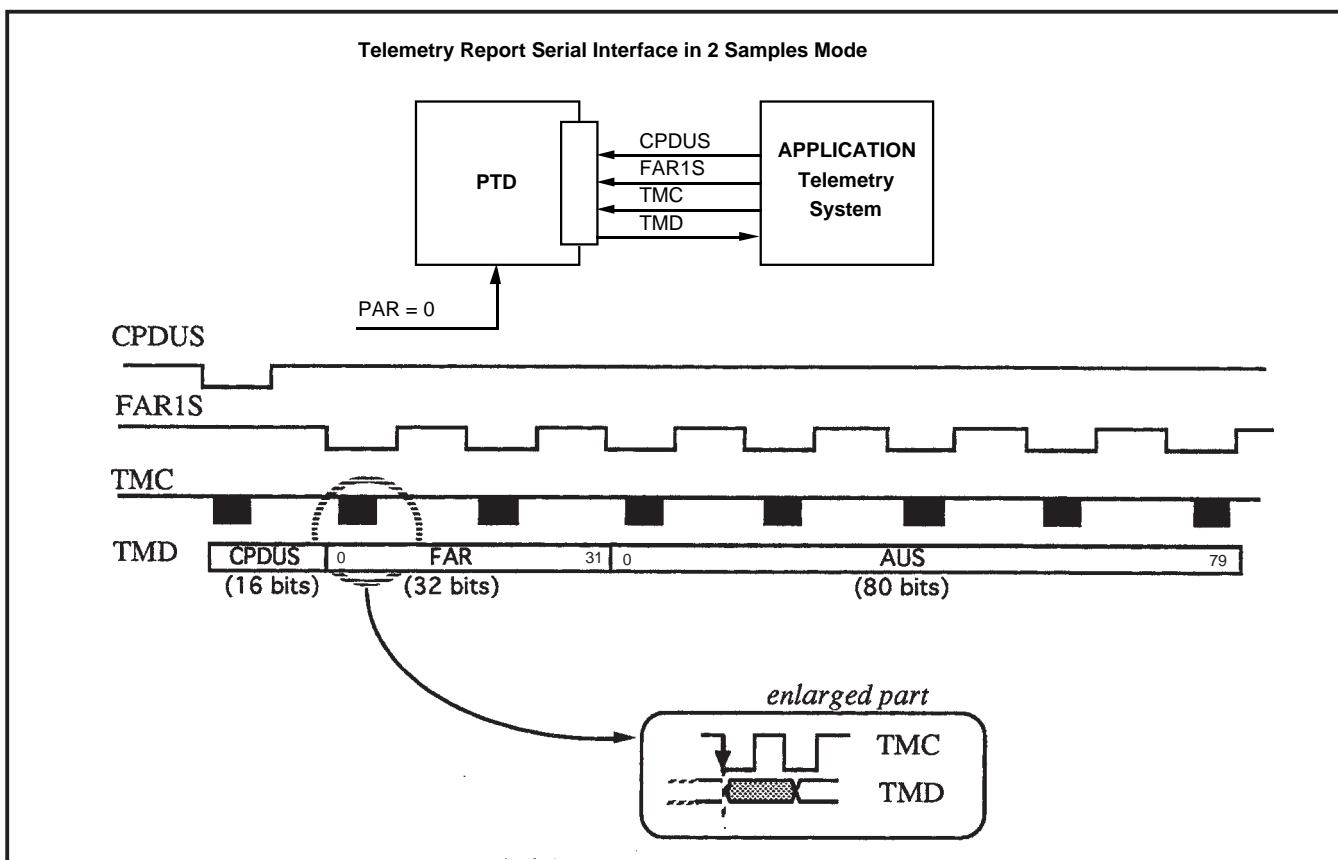 Telemetry Report Serial Interface in 2 Samples Mode
PTD
CPDUS
FAR1S
TMC
TMD
APPLICATION
Telemetry
System
PAR = 0
CPDUS
FAR1S
TMC
TMD
CPDUS
0 FAR 31
0 AUS 79
(16 bits)
(32 bits)
(80 bits)
enlarged part
TMC
TMD